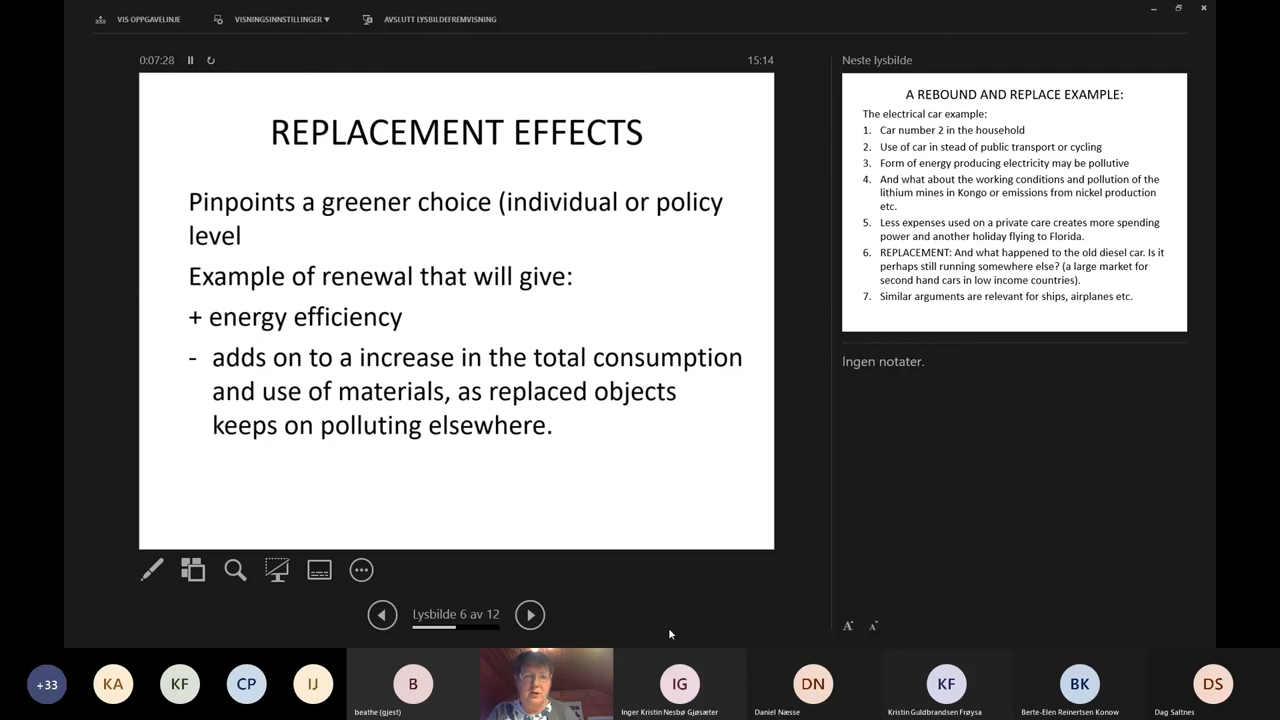 VIS OPPGAVELINJE
VISNINGSINNSTILLINGER ▼
AVSLUTT LYSBILDEFREMVISNING
0:07:28
15:14
REPLACEMENT EFFECTS
Pinpoints a greener choice (individual or policy
level
Example of renewal that will give:
+ energy efficiency
- adds on to a increase in the total consumption
and use of materials, as replaced objects
keeps on polluting elsewhere.
Lysbilde 6 av 12
Neste lysbilde
A REBOUND AND REPLACE EXAMPLE:
The electrical car example:
1. Car number 2 in the household
2. Use of car in stead of public transport or cycling
3. Form of energy producing electricity may be pollutive
4. And what about the working conditions and pollution of the
lithium mines in Kongo or emissions from nickel production
etc.
5. Less expenses used on a private care creates more spending
power and another holiday flying to Florida.
6. REPLACEMENT: And what happened to the old diesel car. Is it
perhaps still running somewhere else? (a large market for
second hand cars in low income countries).
7. Similar arguments are relevant for ships, airplanes etc.
Ingen notater.
A A
+33
KA
KF
CP
IJ
B
beathe (gjest)
IG
Inger Kristin Nesbø Gjøsæter
DN
Daniel Næsse
KF
Kristin Guldbrandsen Frøysa
BK
Berte-Elen Reinertsen Konow
DS
Dag Saltnes